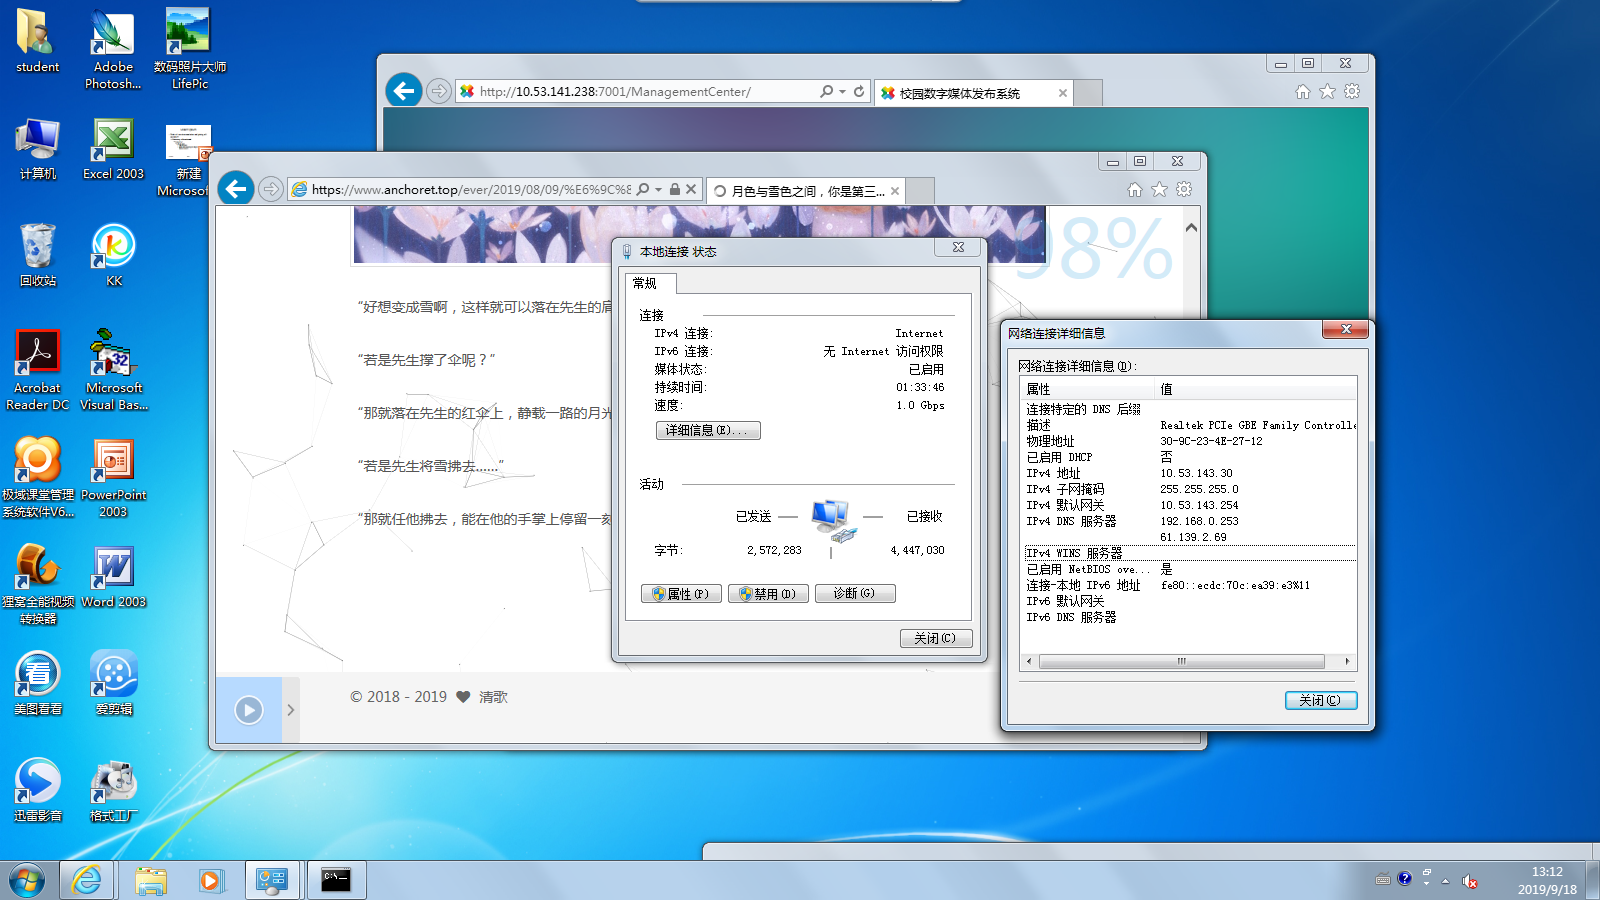 student
Adobe
Photosh...
数码照片大师
LifePic
计算机
Excel 2003
新建
Microsof
回收站
KK
Acrobat
Reader DC
Microsoft
Visual Bas...
极域课堂管理
系统软件V6...
PowerPoint
2003
狸窝全能视频
转换器
Word 2003
美图看看
爱剪辑
迅雷影音
格式工厂
http://10.53.141.238:7001/ManagementCenter/
校园数字媒体发布系统
https://www.anchoret.top/ever/2019/08/09/%E6%9C%8
月色与雪色之间，你是第三...
98%
“好想变成雪啊，这样就可以落在先生的肩
“若是先生撑了伞呢？”
“那就落在先生的红伞上，静载一路的月光
“若是先生将雪拂去……”
“那就任他拂去，能在他的手掌上停留一刻
© 2018 - 2019 ♥ 清歌
本地连接 状态
常规
连接
IPv4 连接: Internet
IPv6 连接: 无 Internet 访问权限
媒体状态: 已启用
持续时间: 01:33:46
速度: 1.0 Gbps
详细信息(E)...
活动
已发送 — — 已接收
字节: 2,572,283 | 4,447,030
属性(P)
禁用(D)
诊断(G)
关闭(C)
网络连接详细信息
网络连接详细信息(D):
属性 值
连接特定的 DNS 后缀
描述 Realtek PCIe GBE Family Controlle
物理地址 30-9C-23-4E-27-12
已启用 DHCP 否
IPv4 地址 10.53.143.30
IPv4 子网掩码 255.255.255.0
IPv4 默认网关 10.53.143.254
IPv4 DNS 服务器 192.168.0.253
61.139.2.69
IPv4 WINS 服务器
已启用 NetBIOS ove... 是
连接-本地 IPv6 地址 fe80::ecdc:70c:ea39:e3%11
IPv6 默认网关
IPv6 DNS 服务器
关闭(C)
C:\_
13:12
2019/9/18